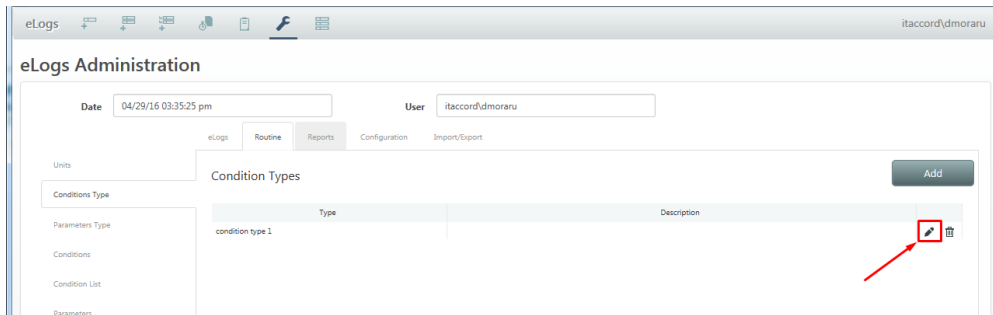 eLogs
itaccord\dmoraru
eLogs Administration
Date 04/29/16 03:35:25 pm User itaccord\dmoraru
eLogs Routine Reports Configuration Import/Export
Units
Condition Types
Add
Conditions Type
Type Description
Parameters Type
condition type 1
Conditions
Condition List
Parameters